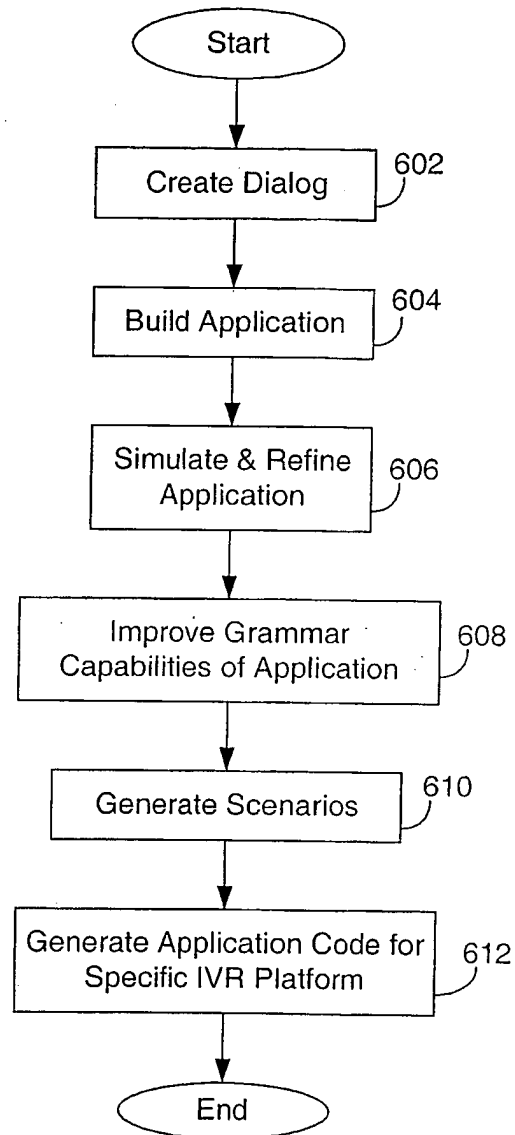 Start
Create Dialog
602
Build Application
604
Simulate & Refine
Application
606
Improve Grammar
Capabilities of Application
608
Generate Scenarios
610
Generate Application Code for
Specific IVR Platform
612
End